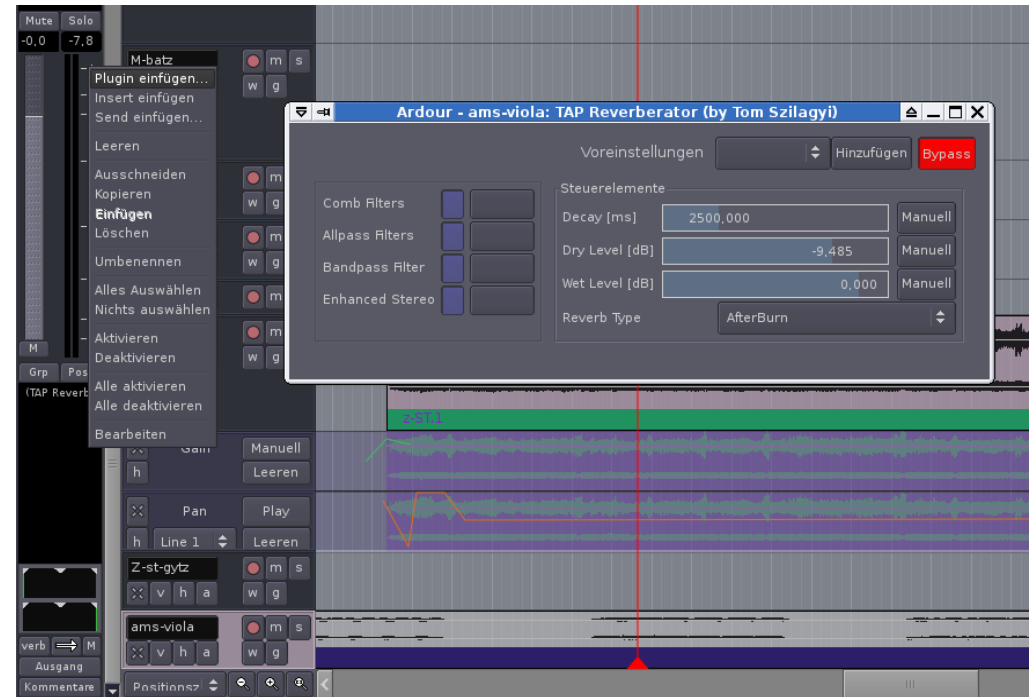 Mute Solo
-0,0 -7,8
M-batz
m s
w g
Plugin einfügen...
Insert einfügen
Send einfügen...
Leeren
Ausschneiden
Kopieren
Einfügen
Löschen
Umbenennen
Alles Auswählen
Nichts auswählen
Aktivieren
Deaktivieren
Alle aktivieren
Alle deaktivieren
Bearbeiten
Ardour - ams-viola: TAP Reverberator (by Tom Szilagyi)
Voreinstellungen
Hinzufügen
Bypass
Comb Filters
Allpass Filters
Bandpass Filter
Enhanced Stereo
Steuerelemente
Decay [ms] 2500,000 Manuell
Dry Level [dB] -9,485 Manuell
Wet Level [dB] 0,000 Manuell
Reverb Type AfterBurn
m
w g
m
w g
m
m
w g
M
Grp Pos
(TAP Reverb
z-ST.1
Gain Manuell
h Leeren
Pan Play
h Line 1 Leeren
Z-st-gytz m s
v h a w g
ams-viola m s
v h a w g
verb M
Ausgang
Kommentare
Positionsz